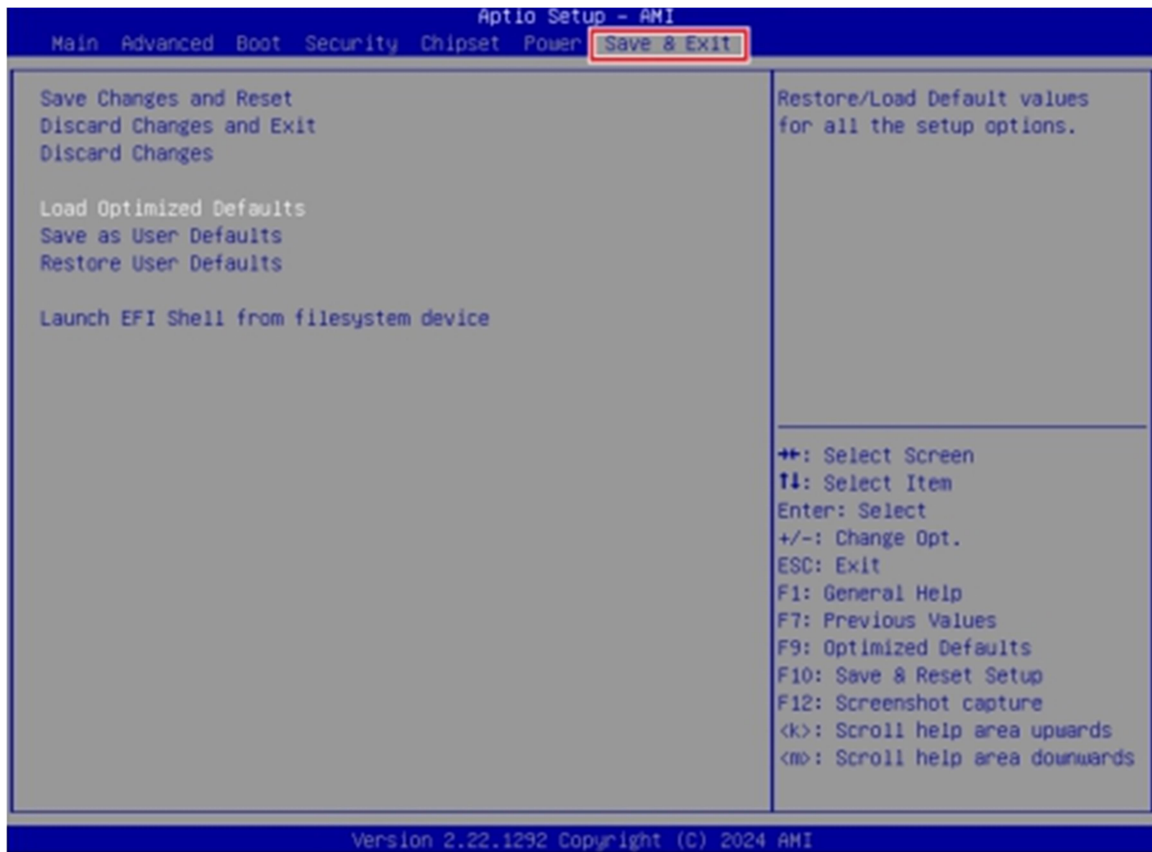 Aptio Setup - AMI
Main Advanced Boot Security Chipset Power Save & Exit
Save Changes and Reset
Discard Changes and Exit
Discard Changes
Load Optimized Defaults
Save as User Defaults
Restore User Defaults
Launch EFI Shell from filesystem device
Restore/Load Default values
for all the setup options.
→←: Select Screen
↑↓: Select Item
Enter: Select
+/-: Change Opt.
ESC: Exit
F1: General Help
F7: Previous Values
F9: Optimized Defaults
F10: Save & Reset Setup
F12: Screenshot capture
<k>: Scroll help area upwards
<m>: Scroll help area downwards
Version 2.22.1292 Copyright (C) 2024 AMI